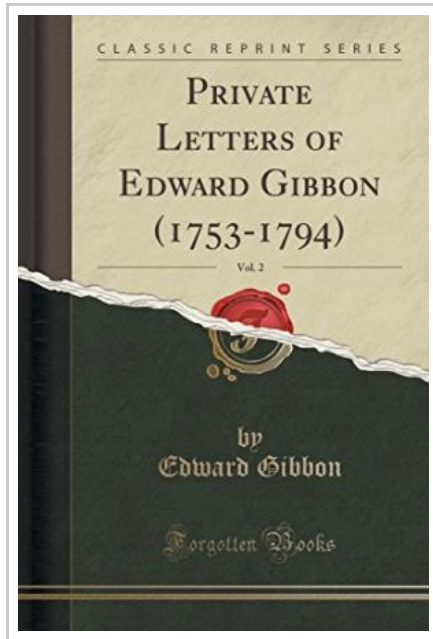 CLASSIC REPRINT SERIES
PRIVATE
LETTERS OF
EDWARD GIBBON
(1753-1794)
Vol. 2
by
Edward Gibbon
Forgotten Books